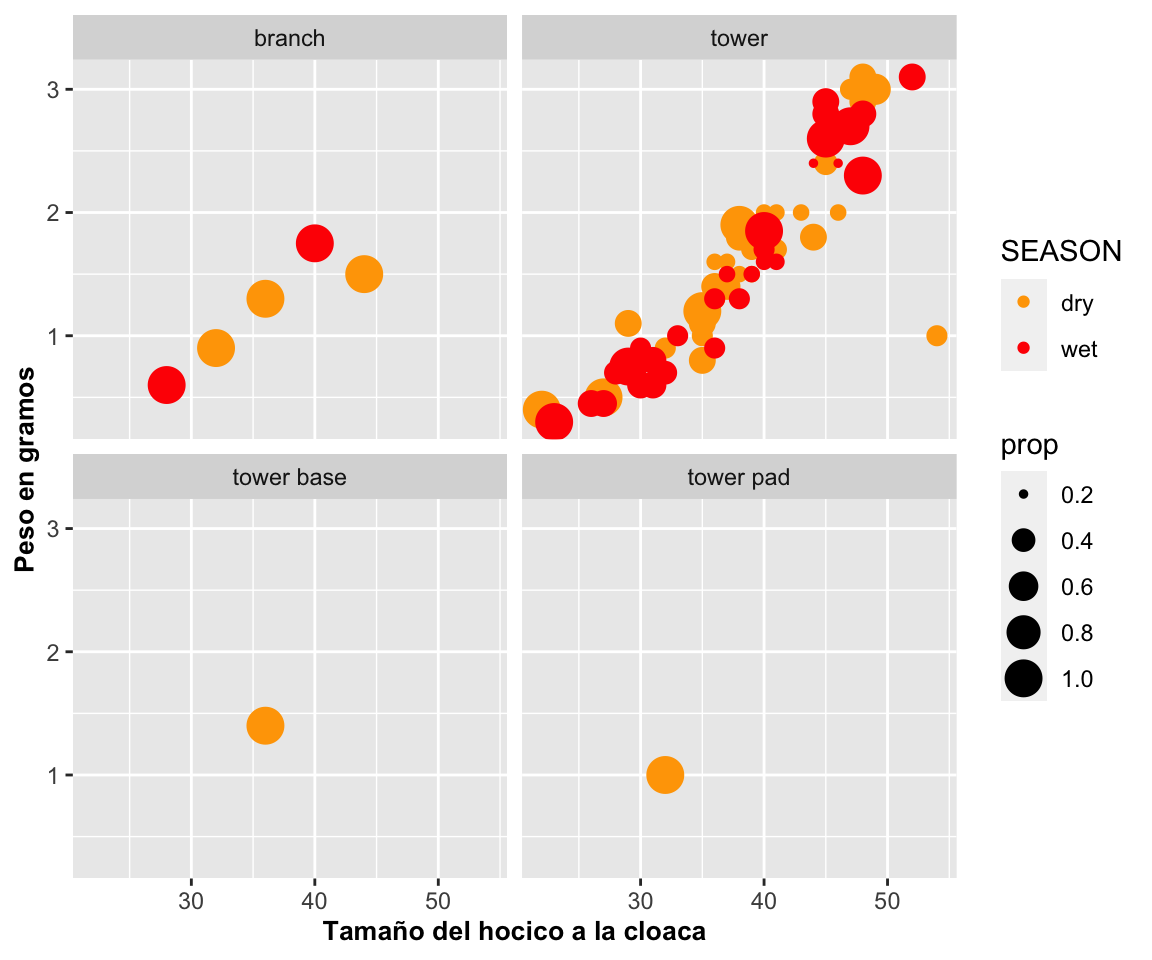 branch
tower
3
2
1
tower base
tower pad
3
2
1
30
40
50
30
40
50
Tamaño del hocico a la cloaca
Peso en gramos
SEASON
dry
wet
prop
0.2
0.4
0.6
0.8
1.0